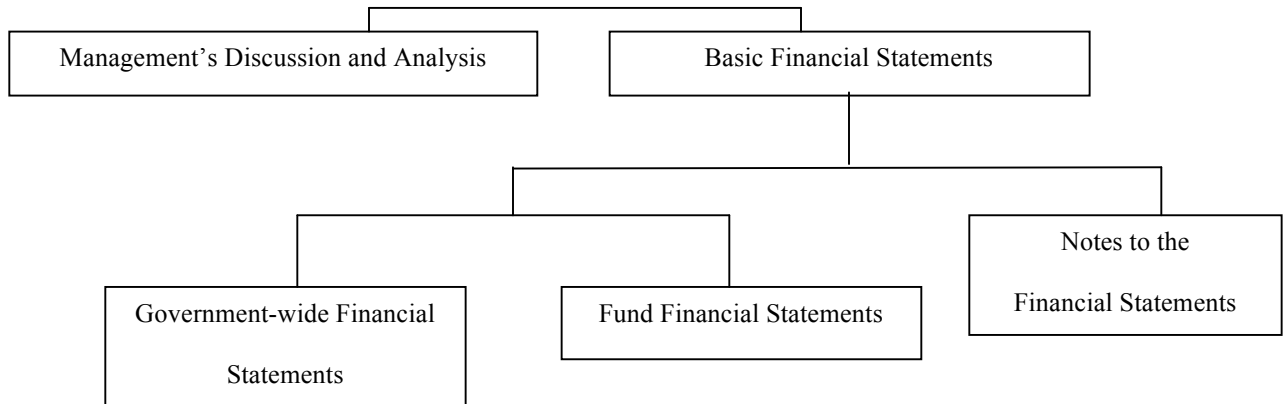 Management’s Discussion and Analysis
Basic Financial Statements
Notes to the
Financial Statements
Government-wide Financial
Statements
Fund Financial Statements